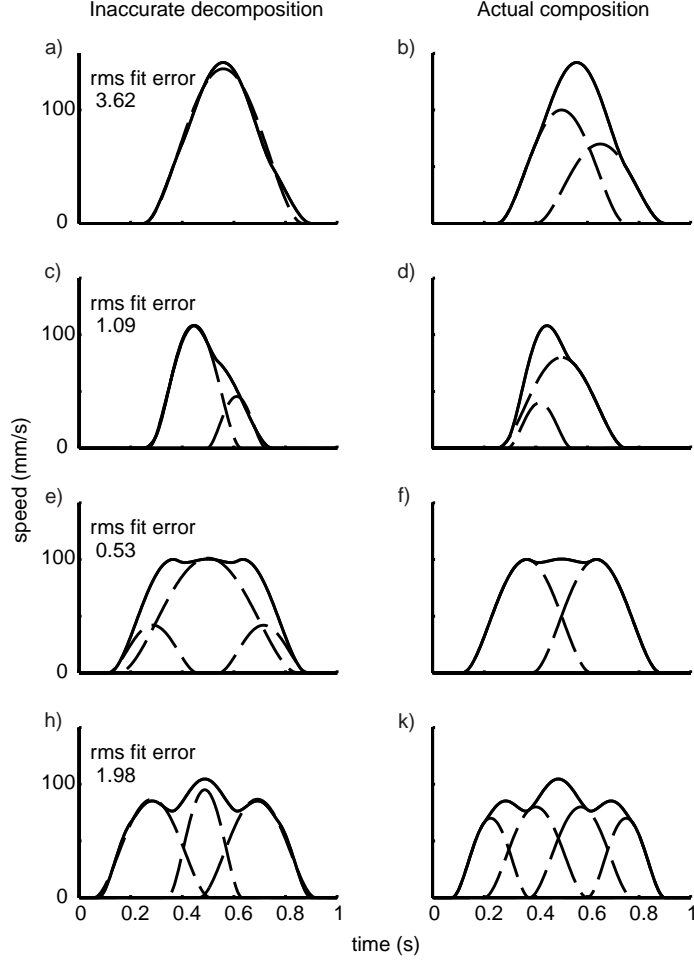 Inaccurate decomposition
Actual composition
a)
b)
rms fit error
3.62
100
0
c)
d)
rms fit error
1.09
100
0
speed (mm/s)
e)
f)
rms fit error
0.53
100
0
h)
k)
rms fit error
1.98
100
0
0 0.2 0.4 0.6 0.8 1
0 0.2 0.4 0.6 0.8 1
time (s)